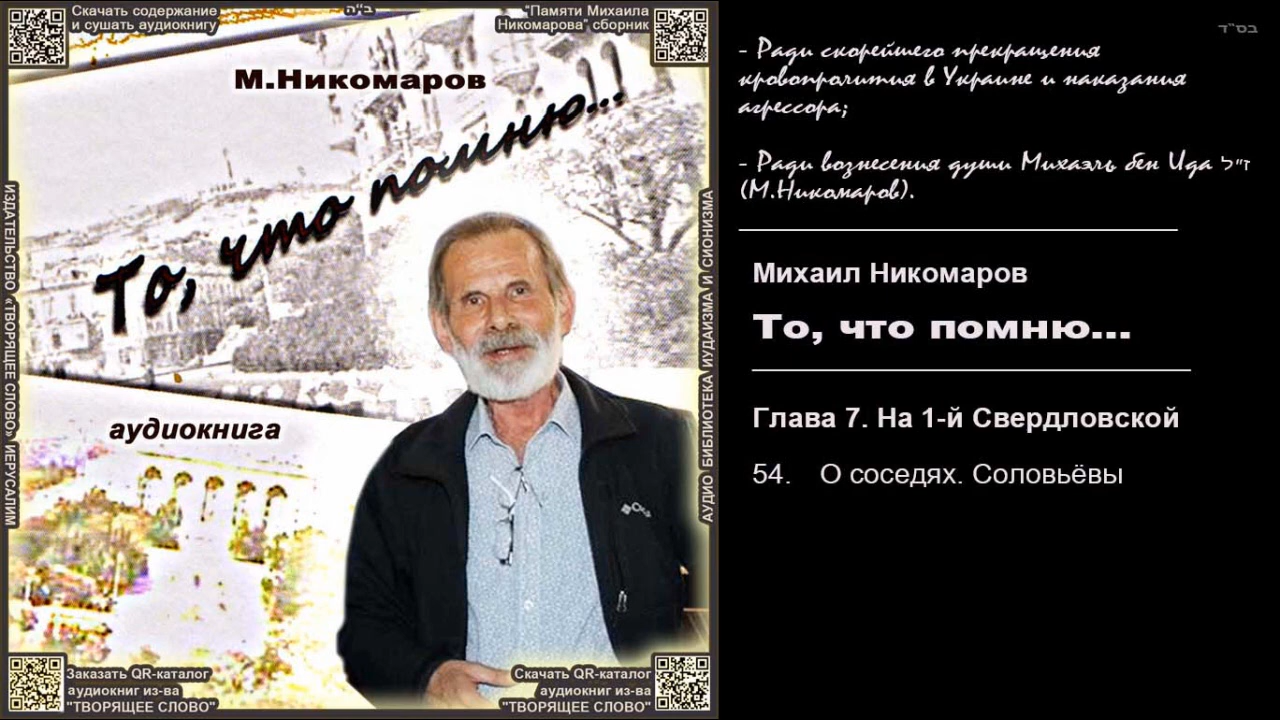 Скачать содержание
и сушать аудиокнигу
ב"ה
"Памяти Михаила
Никомарова" сборник
М.Никомаров
То, что помню...
аудиокнига
ИЗДАТЕЛЬСТВО «ТВОРЯЩЕЕ СЛОВО» ИЕРУСАЛИМ
АУДИО БИБЛИОТЕКА ИУДАИЗМА И СИОНИЗМА
Заказать QR-каталог
аудиокниг из-ва
"ТВОРЯЩЕЕ СЛОВО"
Скачать QR-каталог
аудиокниг из-ва
"ТВОРЯЩЕЕ СЛОВО"
בס"ד
- Ради скорейшего прекращения
кровопролития в Украине и наказания
агрессора;
- Ради вознесения души Михаэль бен Ида ז"ל
(М.Никомаров).
Михаил Никомаров
То, что помню...
Глава 7. На 1-й Свердловской
54. О соседях. Соловьёвы